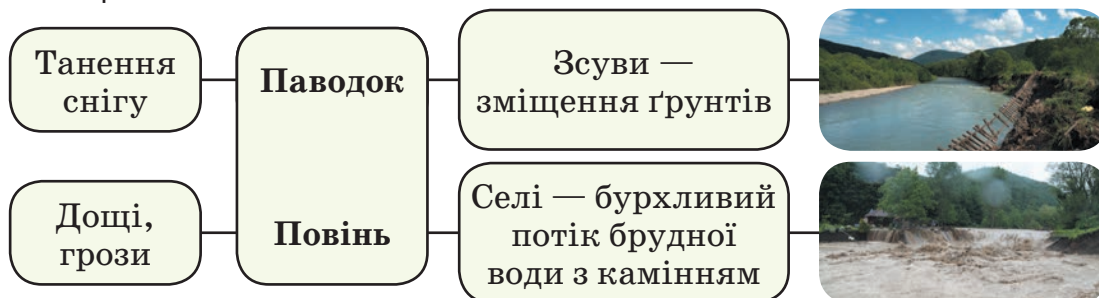 Танення
снігу
Паводок
Зсуви —
зміщення ґрунтів
Дощі,
грози
Повінь
Селі — бурхливий
потік брудної
води з камінням